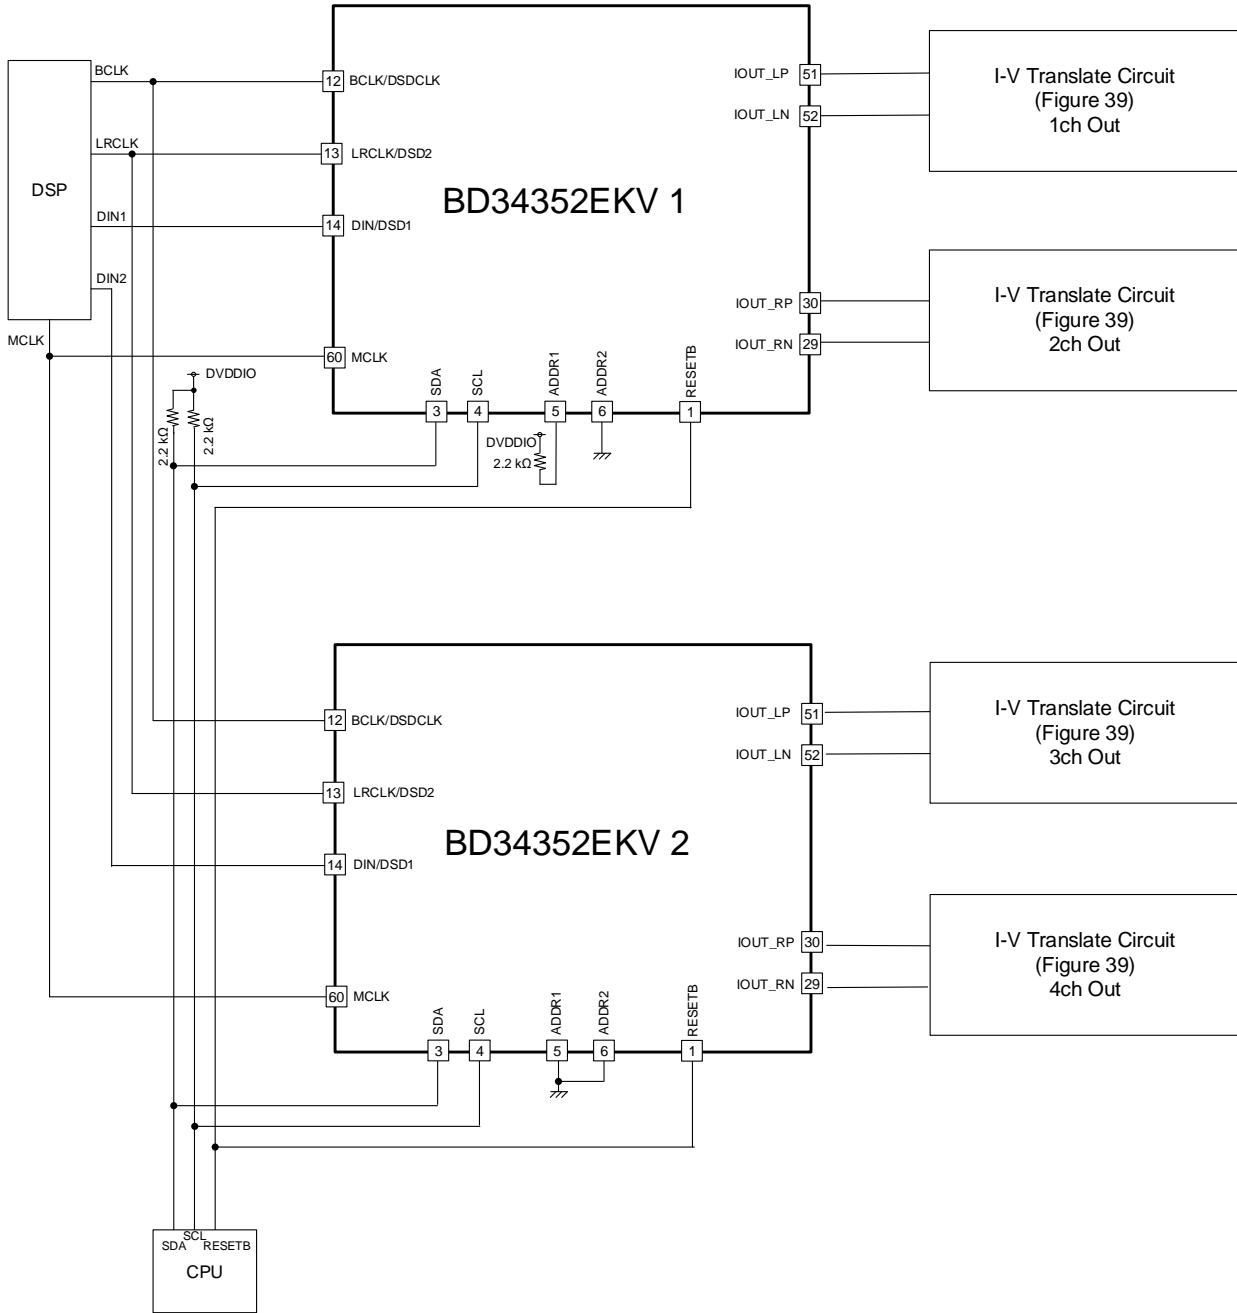 BCLK
LRCLK
DSP
DIN1
DIN2
MCLK
12 BCLK/DSDCLK
13 LRCLK/DSD2
14 DIN/DSD1
60 MCLK
BD34352EKV 1
IOUT_LP 51
IOUT_LN 52
IOUT_RP 30
IOUT_RN 29
SDA
SCL
ADDR1
ADDR2
RESETB
3
4
5
6
1
I-V Translate Circuit
(Figure 39)
1ch Out
I-V Translate Circuit
(Figure 39)
2ch Out
DVDDIO
2.2 kΩ
2.2 kΩ
DVDDIO
2.2 kΩ
12 BCLK/DSDCLK
13 LRCLK/DSD2
14 DIN/DSD1
60 MCLK
BD34352EKV 2
IOUT_LP 51
IOUT_LN 52
IOUT_RP 30
IOUT_RN 29
SDA
SCL
ADDR1
ADDR2
RESETB
3
4
5
6
1
I-V Translate Circuit
(Figure 39)
3ch Out
I-V Translate Circuit
(Figure 39)
4ch Out
SDA
SCL
RESETB
CPU